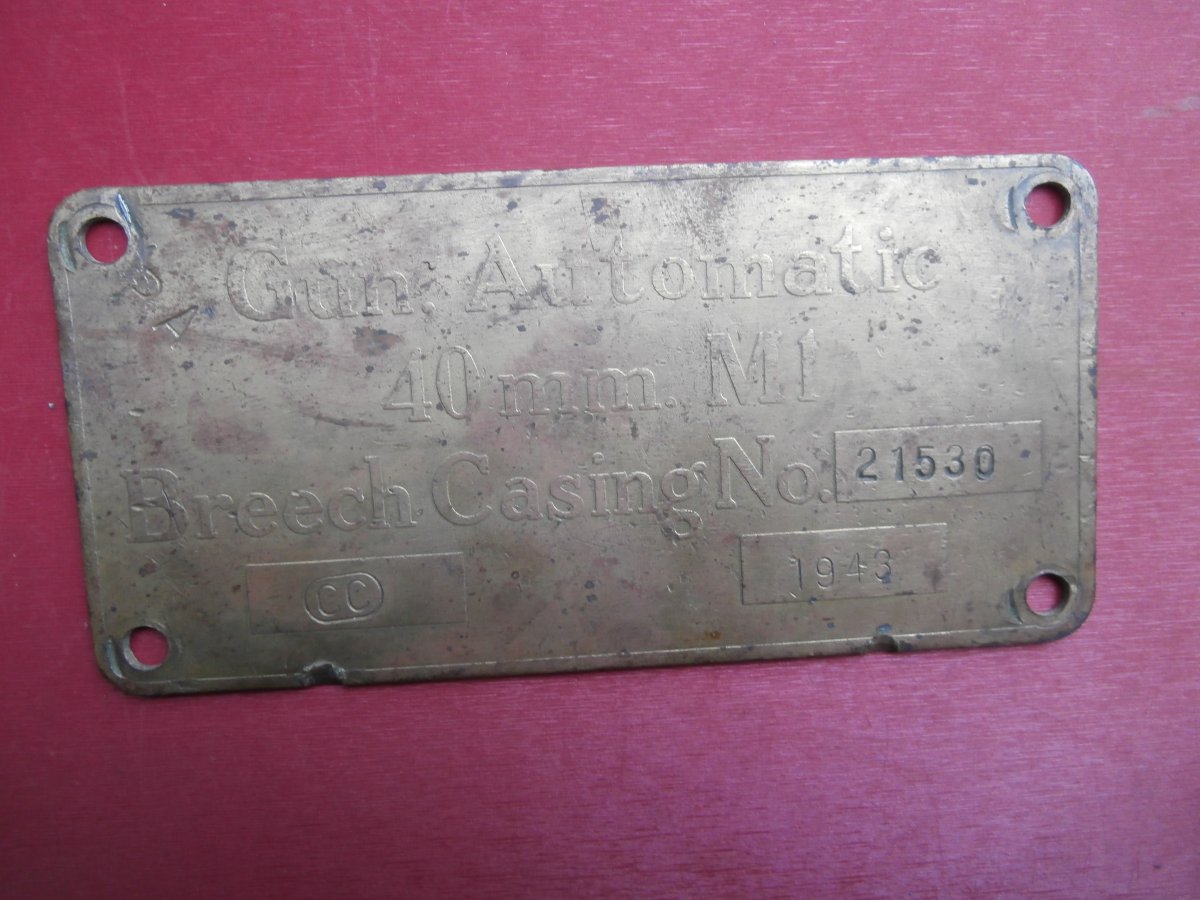 Gun. Automatic
40 mm. M1
Breech Casing No. 21530
CC 1943